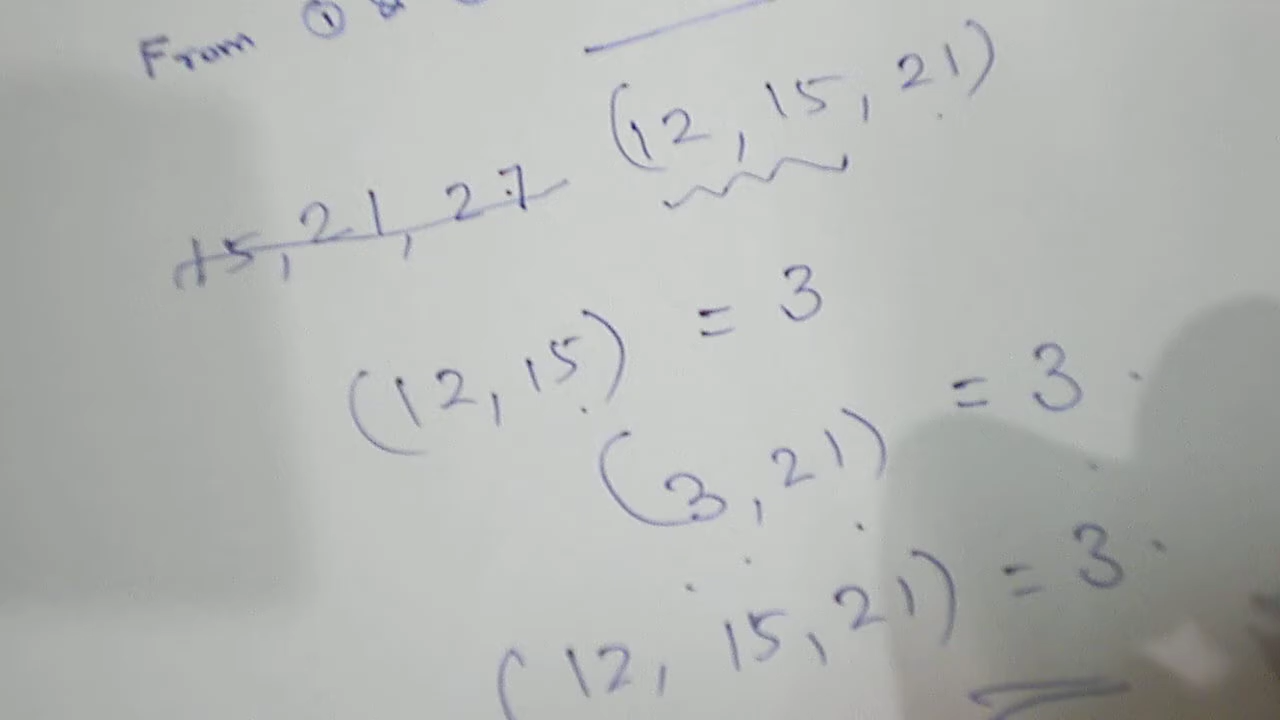 From ①
(12, 15, 21)
15, 21, 27
(12, 15) = 3
(3, 21) = 3
(12, 15, 21) = 3